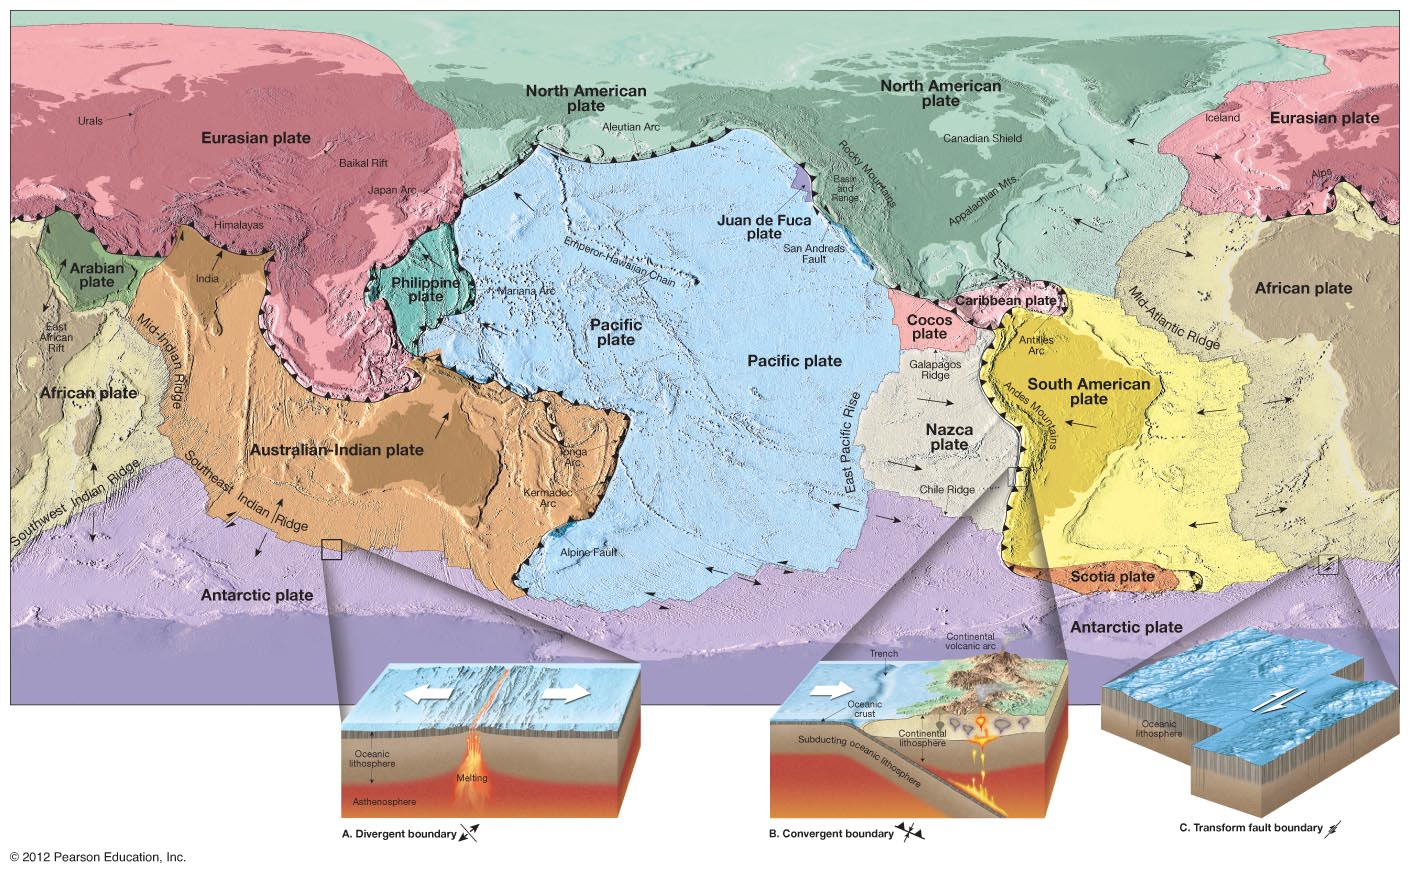 North American
plate
North American
plate
Aleutian Arc
Urals
Eurasian plate
Baikal Rift
Japan Arc
Himalayas
India
Arabian
plate
Philippine
plate
Mariana Arc
Emperor-Hawaiian Chain
Pacific
plate
Pacific plate
Juan de Fuca
plate
San Andreas
Fault
Basin
and
Range
Rocky Mountains
Canadian Shield
Appalachian Mts.
Iceland
Eurasian plate
Alps
African plate
Mid-Atlantic Ridge
Caribbean plate
Cocos
plate
Galapagos
Ridge
Antilles
Arc
South American
plate
Andes Mountains
Nazca
plate
Chile Ridge
East Pacific Rise
East
African
Rift
African plate
Mid-Indian Ridge
Australian-Indian plate
Southwest Indian Ridge
Southeast Indian Ridge
Tonga
Arc
Kermadec
Arc
Alpine Fault
Antarctic plate
Scotia plate
Antarctic plate
Oceanic
lithosphere
Melting
Asthenosphere
A. Divergent boundary
Continental
volcanic arc
Trench
Oceanic
crust
Continental
lithosphere
Subducting oceanic lithosphere
B. Convergent boundary
Oceanic
lithosphere
C. Transform fault boundary
© 2012 Pearson Education, Inc.